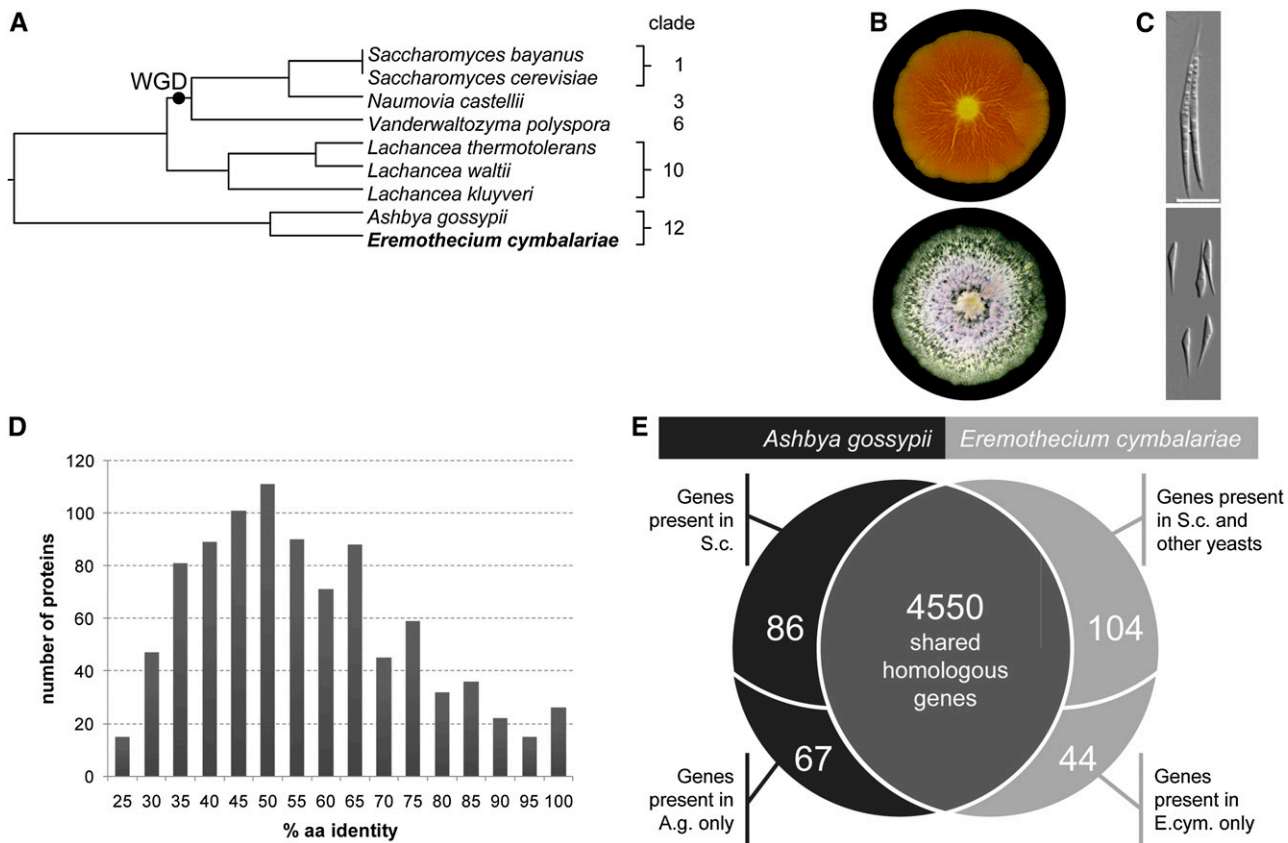 A
clade
Saccharomyces bayanus
Saccharomyces cerevisiae
1
WGD
Naumovia castellii
3
Vanderwaltozyma polyspora
6
Lachancea thermotolerans
Lachancea waltii
10
Lachancea kluyveri
Ashbya gossypii
12
Eremothecium cymbalariae
B
C
D
number of proteins
120
100
80
60
40
20
0
25 30 35 40 45 50 55 60 65 70 75 80 85 90 95 100
% aa identity
E
Ashbya gossypii Eremothecium cymbalariae
Genes
present in
S.c.
Genes present
in S.c. and
other yeasts
86
4550
shared
homologous
genes
104
67
44
Genes
present in
A.g. only
Genes
present in
E.cym. only